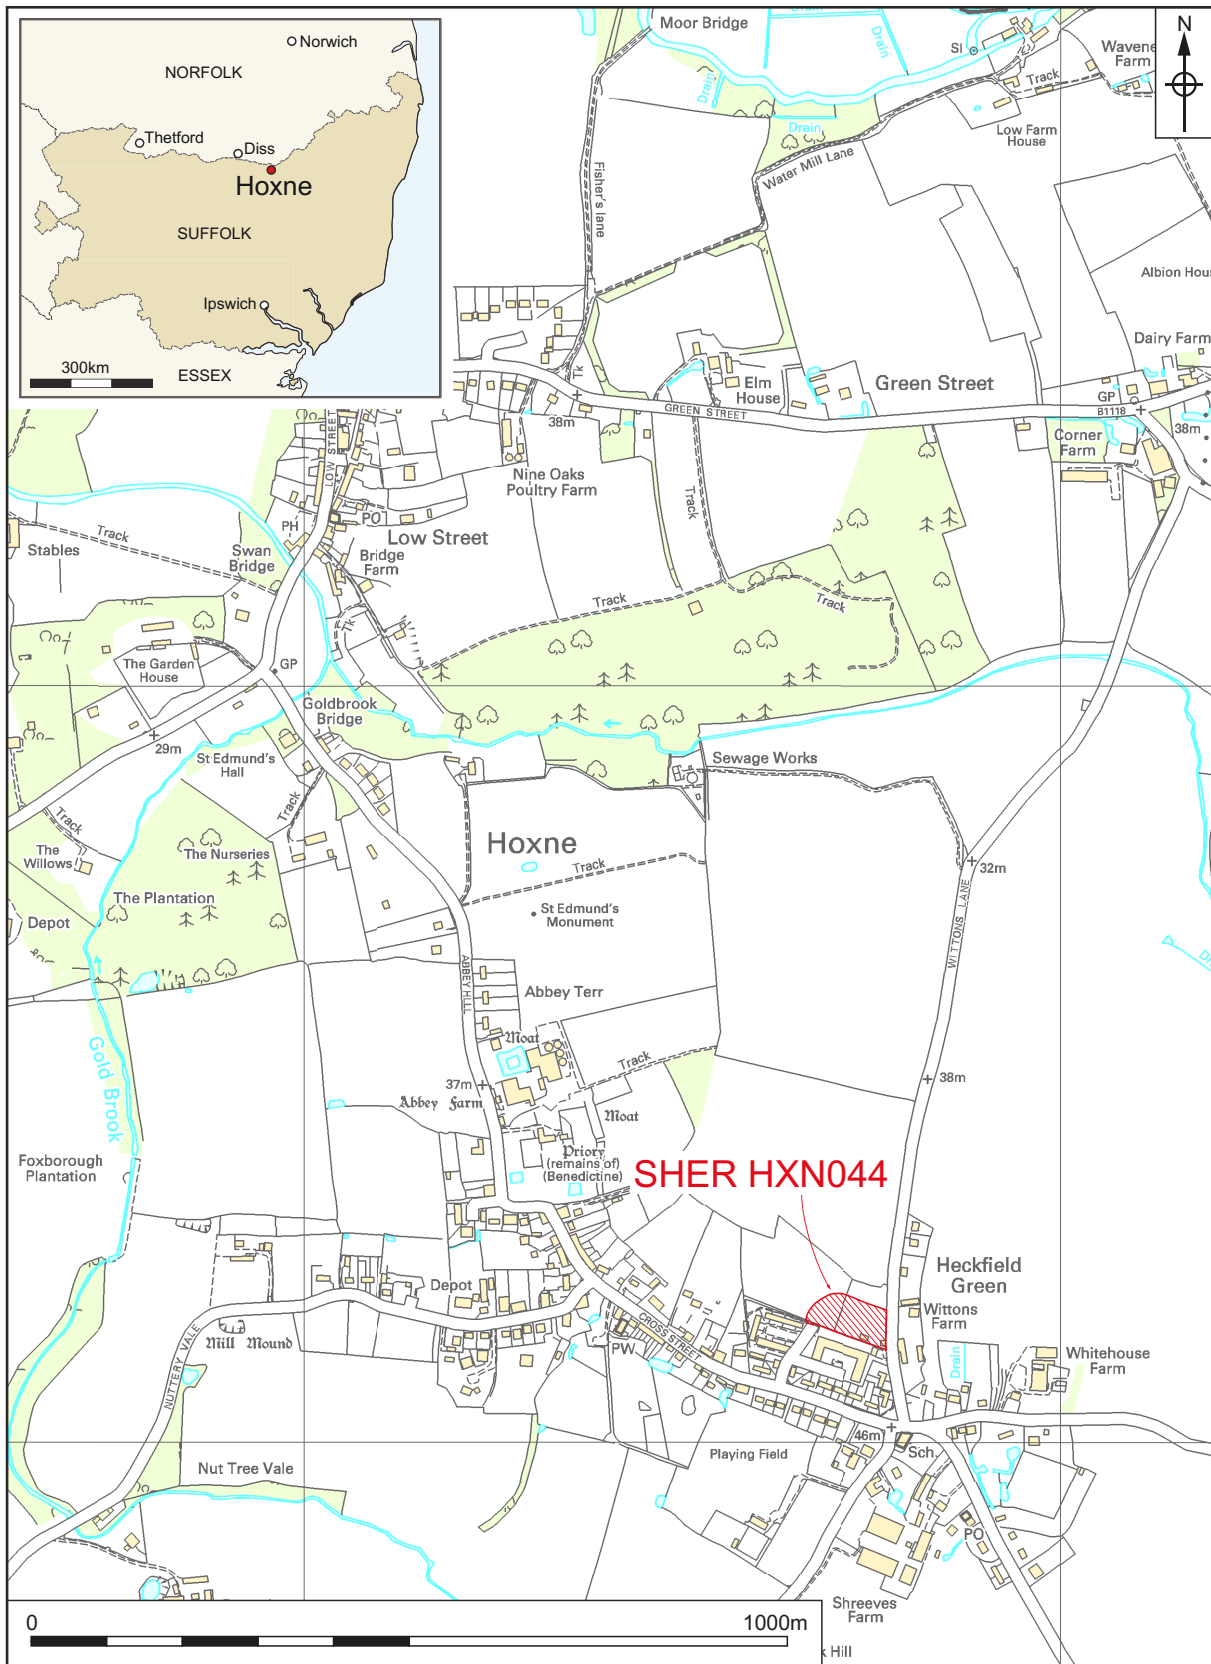 Norwich
NORFOLK
Thetford
Diss
Hoxne
SUFFOLK
Ipswich
300km
ESSEX
N
Moor Bridge
Drain
Drain
SI
Wavene
Farm
Track
Drain
Drain
Low Farm
House
Water Mill Lane
Fisher's lane
Albion Hous
Dairy Farm
Tk
Elm
House
Green Street
GREEN STREET
GP
B1118
38m
38m
Corner
Farm
LOW STREET
Nine Oaks
Poultry Farm
Track
PO
PH
Low Street
Track
Stables
Swan
Bridge
Bridge
Farm
Track
Track
Tk
The Garden
House
GP
Goldbrook
Bridge
29m
St Edmund's
Hall
Sewage Works
Track
Track
The
Willows
The Nurseries
Hoxne
Track
32m
The Plantation
Depot
St Edmund's
Monument
WITTONS LANE
ABBEY HILL
Abbey Terr
Gold Brook
Moat
Track
37m
38m
Abbey Farm
Moat
Foxborough
Plantation
Priory
(remains of)
(Benedictine)
SHER HXN044
Heckfield
Green
Depot
Wittons
Farm
CROSS STREET
NUTTERY VALE
Mill Mound
PW
Drain
Whitehouse
Farm
46m
Sch.
Playing Field
Nut Tree Vale
PO
Shreeves
Farm
0
1000m
k Hill